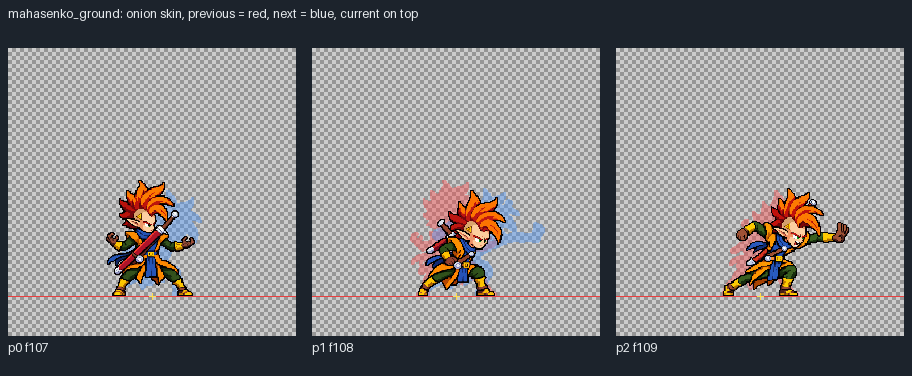 mahasenko_ground: onion skin, previous = red, next = blue, current on top
p0 f107
p1 f108
p2 f109